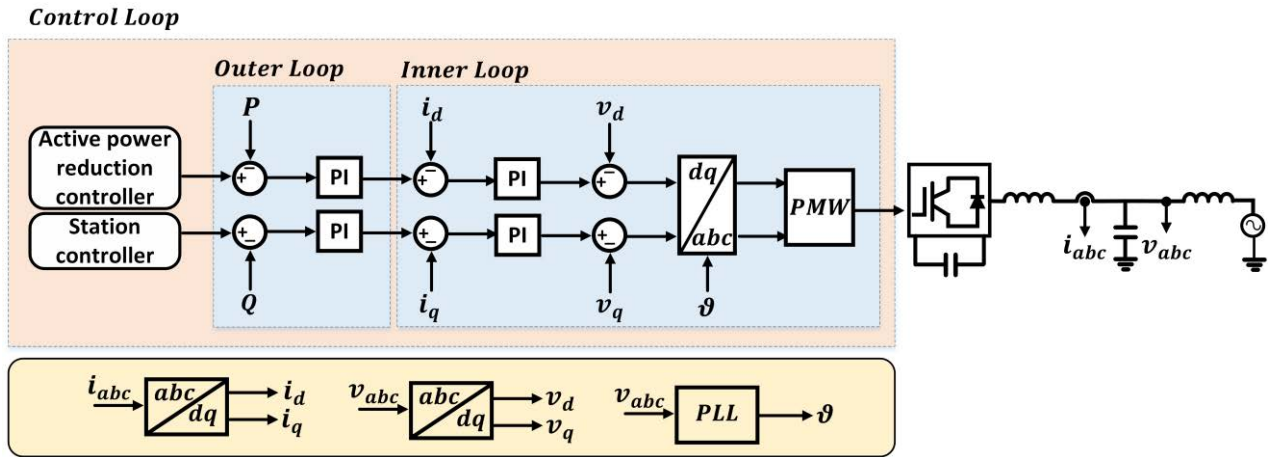 Control Loop
Outer Loop
Inner Loop
P
i_d
v_d
Active power
reduction
controller
+ −
PI
+ −
PI
+ −
dq
abc
PMW
Station
controller
+ −
PI
+ −
PI
+ −
Q
i_q
v_q
ϑ
i_abc
v_abc
i_abc
abc
dq
i_d
i_q
v_abc
abc
dq
v_d
v_q
v_abc
PLL
ϑ